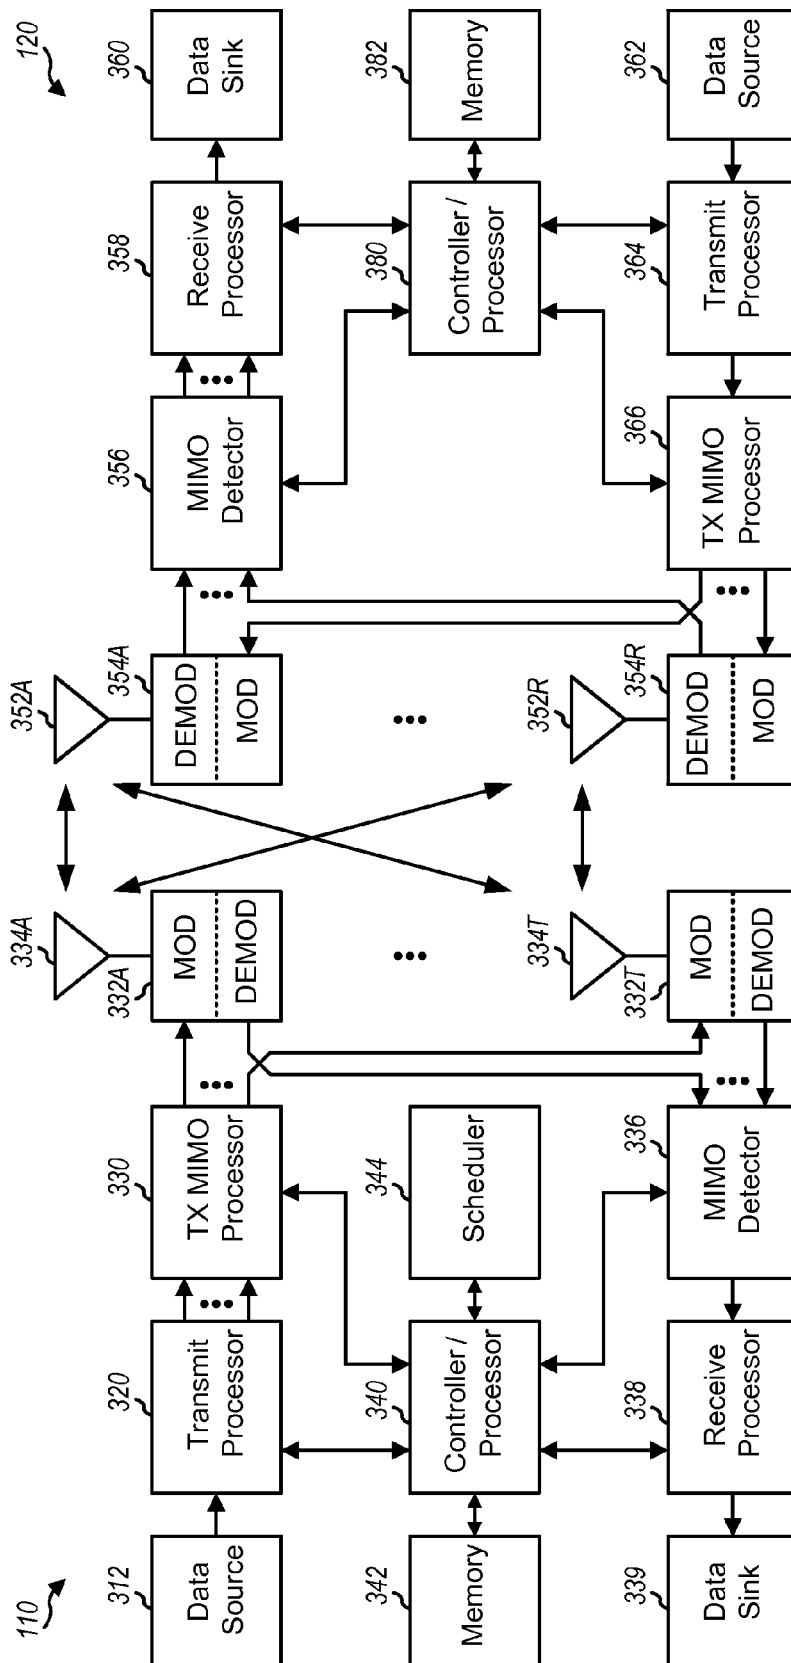 110
120
312
Data
Source
320
Transmit
Processor
330
TX MIMO
Processor
332A
MOD
DEMOD
334A
352A
354A
DEMOD
MOD
356
MIMO
Detector
358
Receive
Processor
360
Data
Sink
342
Memory
340
Controller /
Processor
344
Scheduler
380
Controller /
Processor
382
Memory
339
Data
Sink
338
Receive
Processor
336
MIMO
Detector
332T
MOD
DEMOD
334T
352R
354R
DEMOD
MOD
366
TX MIMO
Processor
364
Transmit
Processor
362
Data
Source